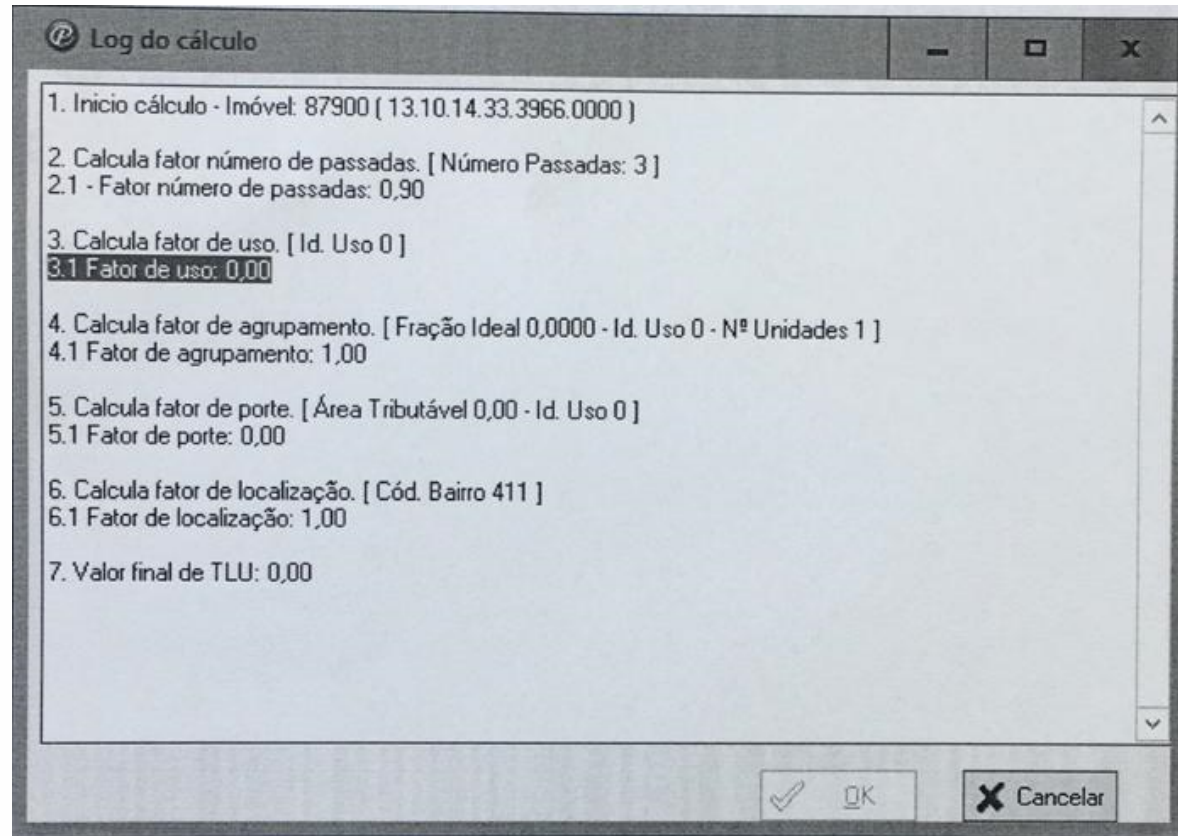 Log do cálculo
1. Inicio cálculo - Imóvel: 87900 ( 13.10.14.33.3966.0000 )
2. Calcula fator número de passadas. [ Número Passadas: 3 ]
2.1 - Fator número de passadas: 0,90
3. Calcula fator de uso. [ Id. Uso 0 ]
3.1 Fator de uso: 0,00
4. Calcula fator de agrupamento. [ Fração Ideal 0,0000 - Id. Uso 0 - Nº Unidades 1 ]
4.1 Fator de agrupamento: 1,00
5. Calcula fator de porte. [ Área Tributável 0,00 - Id. Uso 0 ]
5.1 Fator de porte: 0,00
6. Calcula fator de localização. [ Cód. Bairro 411 ]
6.1 Fator de localização: 1,00
7. Valor final de TLU: 0,00
OK
Cancelar